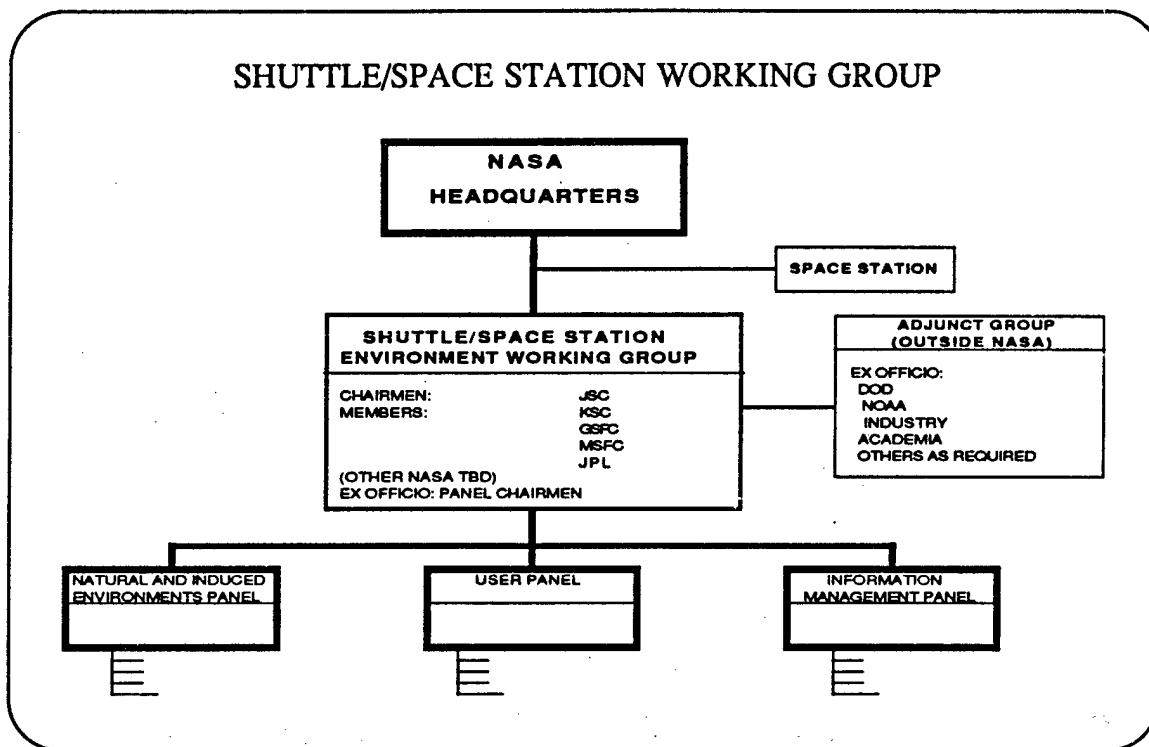 SHUTTLE/SPACE STATION WORKING GROUP
NASA
HEADQUARTERS
SPACE STATION
SHUTTLE/SPACE STATION
ENVIRONMENT WORKING GROUP
CHAIRMEN: JSC
MEMBERS: KSC
GSFC
MSFC
JPL
(OTHER NASA TBD)
EX OFFICIO: PANEL CHAIRMEN
ADJUNCT GROUP
(OUTSIDE NASA)
EX OFFICIO:
DOD
NOAA
INDUSTRY
ACADEMIA
OTHERS AS REQUIRED
NATURAL AND INDUCED
ENVIRONMENTS PANEL
USER PANEL
INFORMATION
MANAGEMENT PANEL